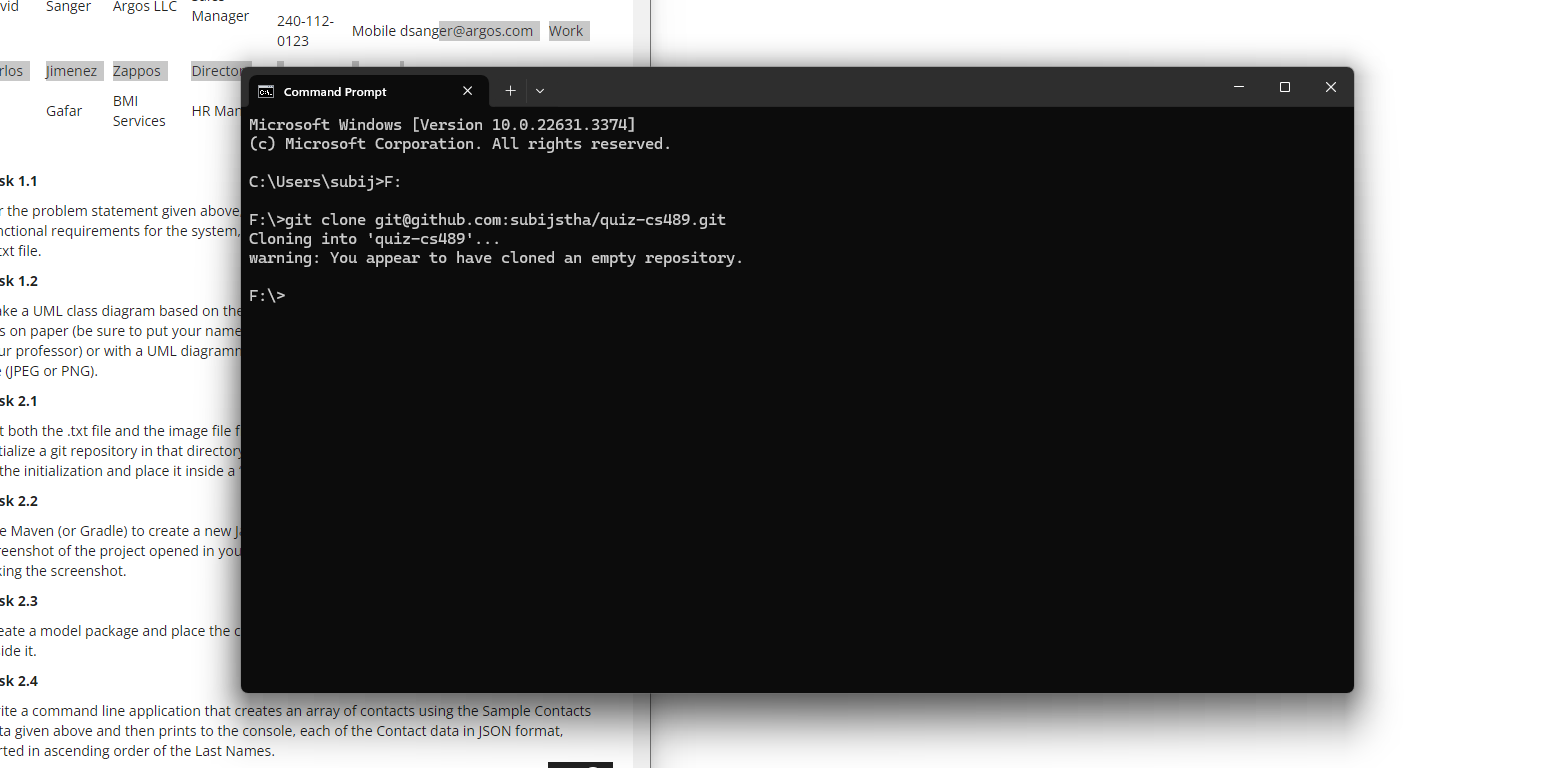 vid Sanger Argos LLC Manager 240-112-0123 Mobile dsanger@argos.com Work
rlos Jimenez Zappos Director
Gafar BMI Services HR Man
Command Prompt
Microsoft Windows [Version 10.0.22631.3374]
(c) Microsoft Corporation. All rights reserved.
C:\Users\subij>F:
F:\>git clone git@github.com:subijstha/quiz-cs489.git
Cloning into 'quiz-cs489'...
warning: You appear to have cloned an empty repository.
F:\>
sk 1.1
r the problem statement given above,
nctional requirements for the system,
txt file.
sk 1.2
ake a UML class diagram based on the
s on paper (be sure to put your name
ur professor) or with a UML diagramm
e (JPEG or PNG).
sk 2.1
t both the .txt file and the image file f
tialize a git repository in that directory
the initialization and place it inside a
sk 2.2
e Maven (or Gradle) to create a new Ja
reenshot of the project opened in you
king the screenshot.
sk 2.3
eate a model package and place the c
ide it.
sk 2.4
ite a command line application that creates an array of contacts using the Sample Contacts
ta given above and then prints to the console, each of the Contact data in JSON format,
rted in ascending order of the Last Names.